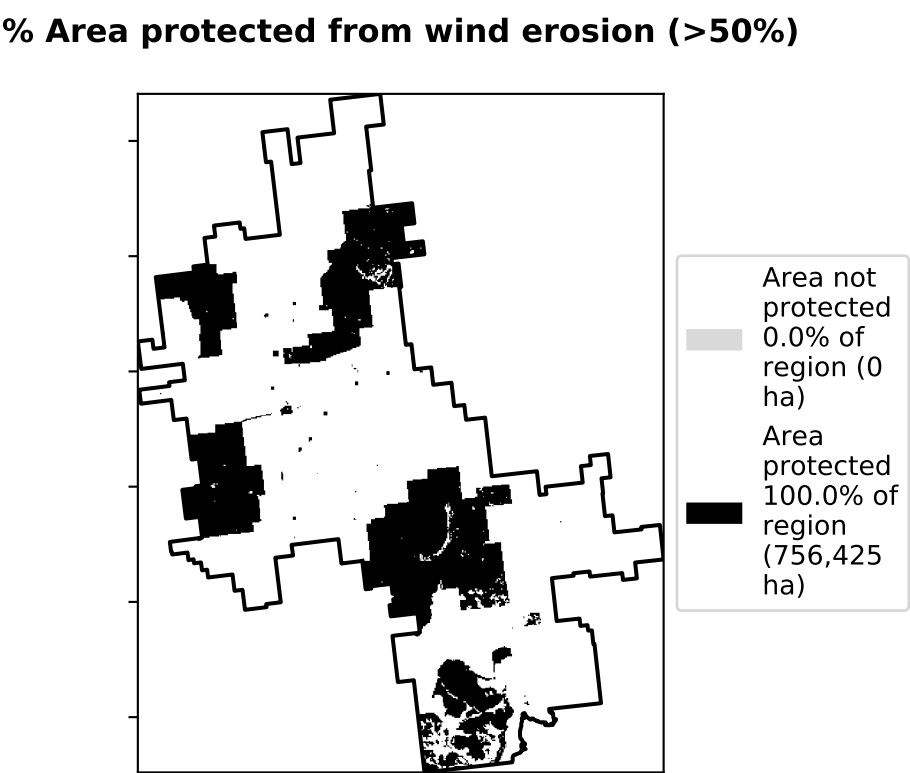 % Area protected from wind erosion (>50%)
Area not
protected
0.0% of
region (0
ha)
Area
protected
100.0% of
region
(756,425
ha)